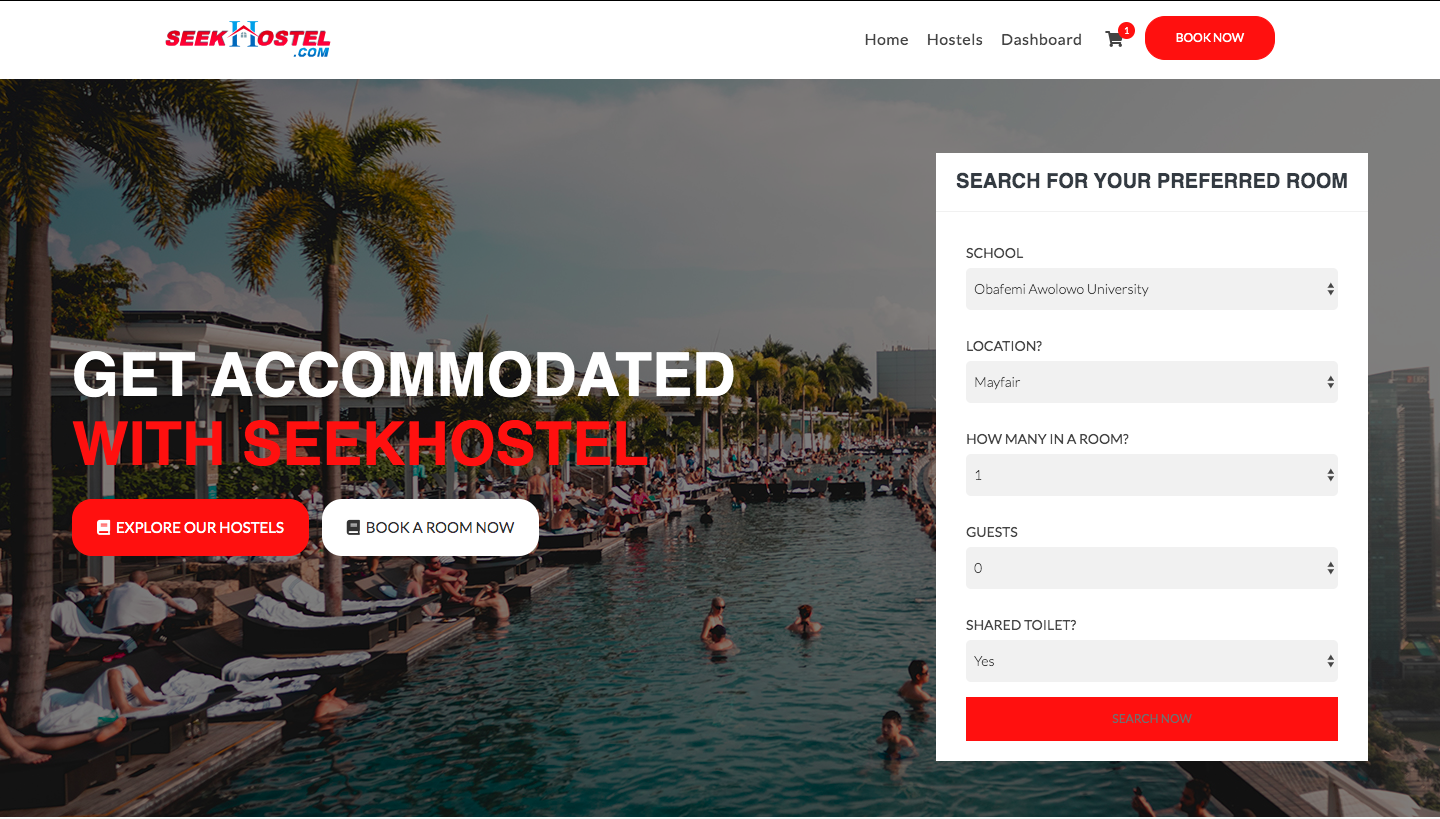 SEEKHOSTEL
.COM
Home Hostels Dashboard 1 BOOK NOW
SEARCH FOR YOUR PREFERRED ROOM
SCHOOL
Obafemi Awolowo University
LOCATION?
Mayfair
HOW MANY IN A ROOM?
1
GUESTS
0
SHARED TOILET?
Yes
SEARCH NOW
GET ACCOMMODATED
WITH SEEKHOSTEL
EXPLORE OUR HOSTELS BOOK A ROOM NOW